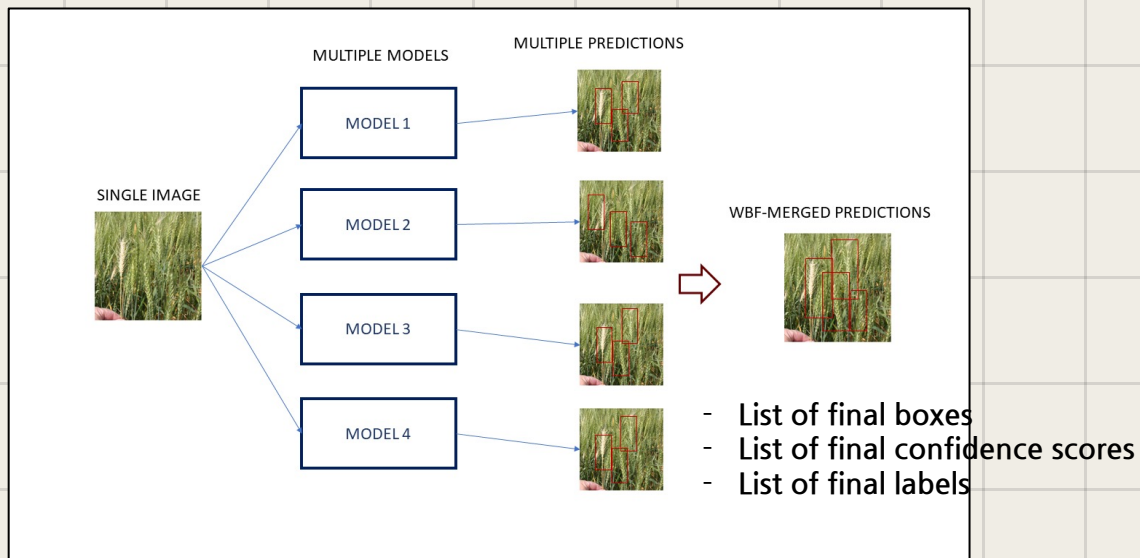 MULTIPLE PREDICTIONS
MULTIPLE MODELS
MODEL 1
SINGLE IMAGE
MODEL 2
WBF-MERGED PREDICTIONS
MODEL 3
MODEL 4
- List of final boxes
- List of final confidence scores
- List of final labels